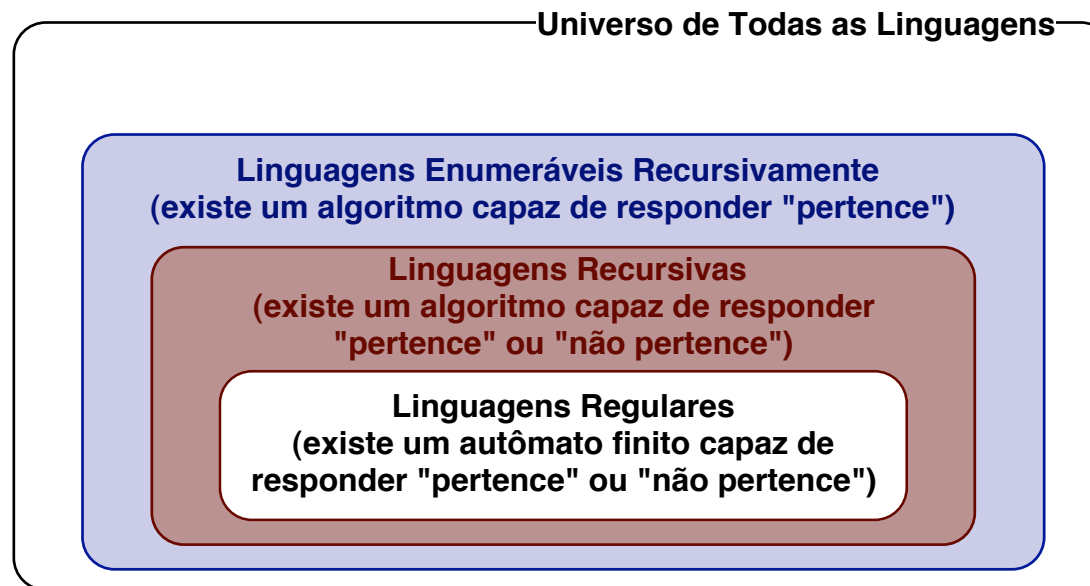 Universo de Todas as Linguagens
Linguagens Enumeráveis Recursivamente
(existe um algoritmo capaz de responder "pertence")
Linguagens Recursivas
(existe um algoritmo capaz de responder
"pertence" ou "não pertence")
Linguagens Regulares
(existe um autômato finito capaz de
responder "pertence" ou "não pertence")